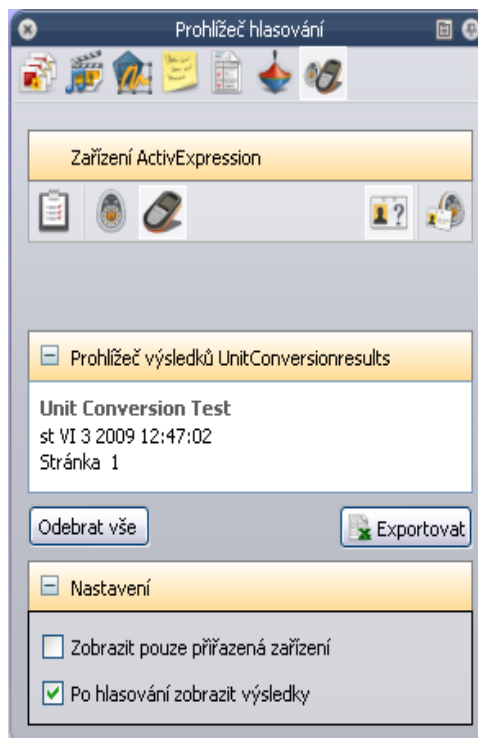 Prohlížeč hlasování
Zařízení ActivExpression
Prohlížeč výsledků UnitConversionresults
Unit Conversion Test
st VI 3 2009 12:47:02
Stránka 1
Odebrat vše
Exportovat
Nastavení
Zobrazit pouze přiřazená zařízení
Po hlasování zobrazit výsledky